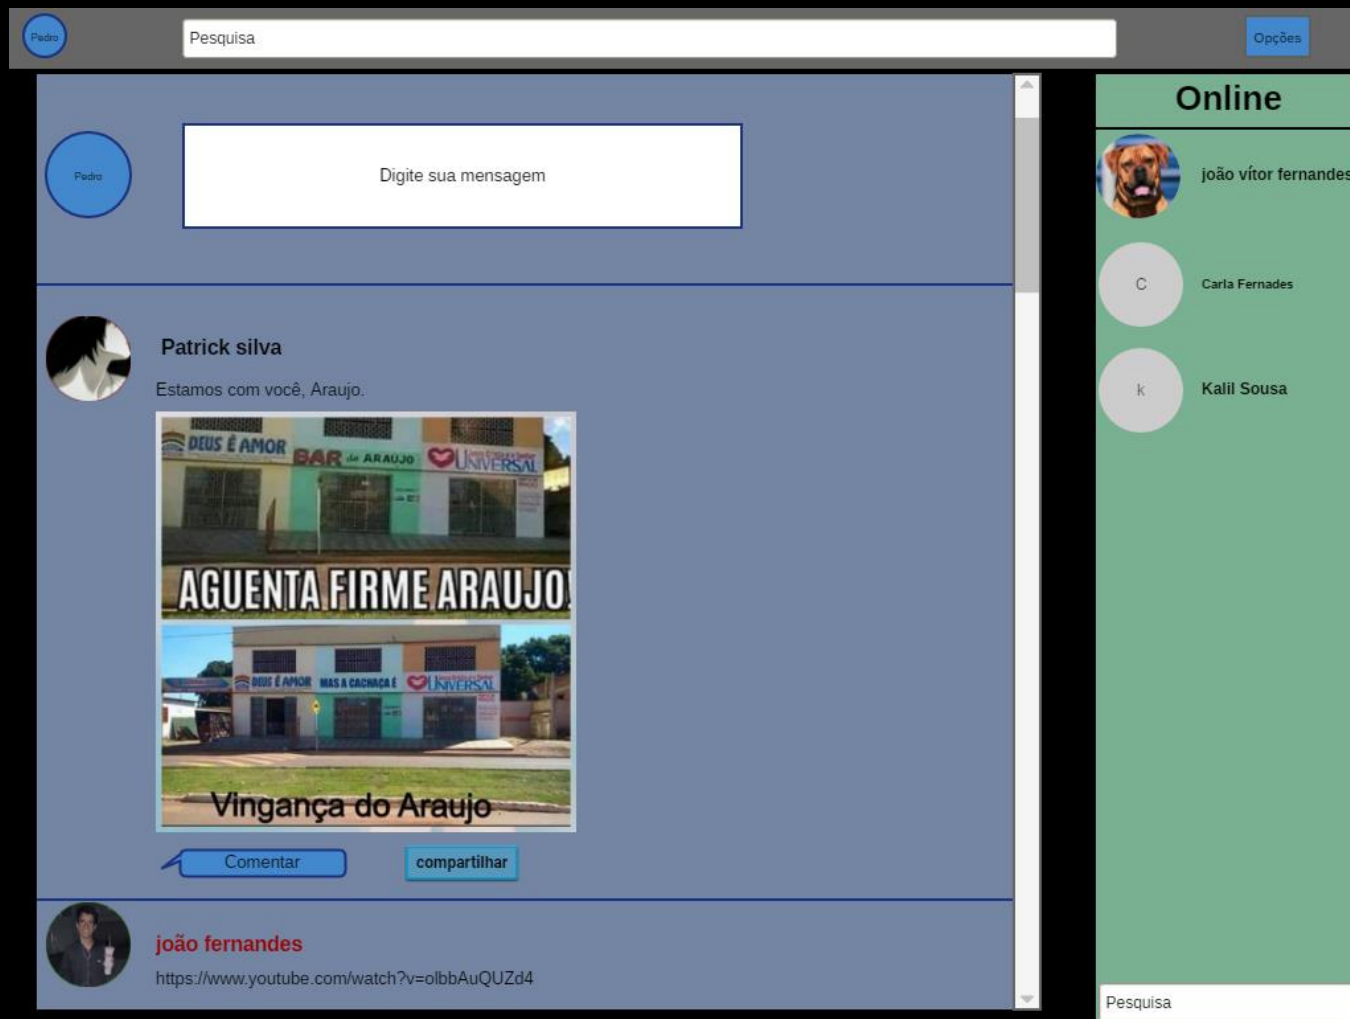 Pedro
Pesquisa
Opções
Online
Pedro
Digite sua mensagem
joão vítor fernandes
C
Carla Fernades
k
Kalil Sousa
Patrick silva
Estamos com você, Araujo.
DEUS É AMOR
BAR do ARAUJO
UNIVERSAL
AGUENTA FIRME ARAUJO!
DEUS É AMOR
MAS A CACHAÇA É
UNIVERSAL
Vingança do Araujo
Comentar
compartilhar
joão fernandes
https://www.youtube.com/watch?v=olbbAuQUZd4
Pesquisa